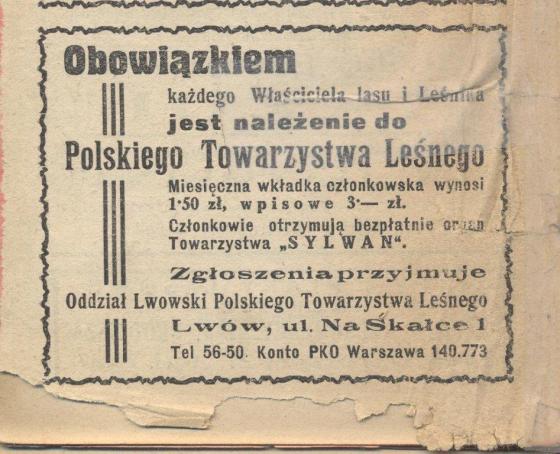 Obowiązkiem
każdego Właściciela lasu i Leśnika
jest należenie do
Polskiego Towarzystwa Leśnego
Miesięczna wkładka członkowska wynosi
1·50 zł, wpisowe 3·— zł.
Członkowie otrzymują bezpłatnie organ
Towarzystwa „SYLWAN".
Zgłoszenia przyjmuje
Oddział Lwowski Polskiego Towarzystwa Leśnego
Lwów, ul. Na Skałce 1
Tel 56-50. Konto PKO Warszawa 140.773